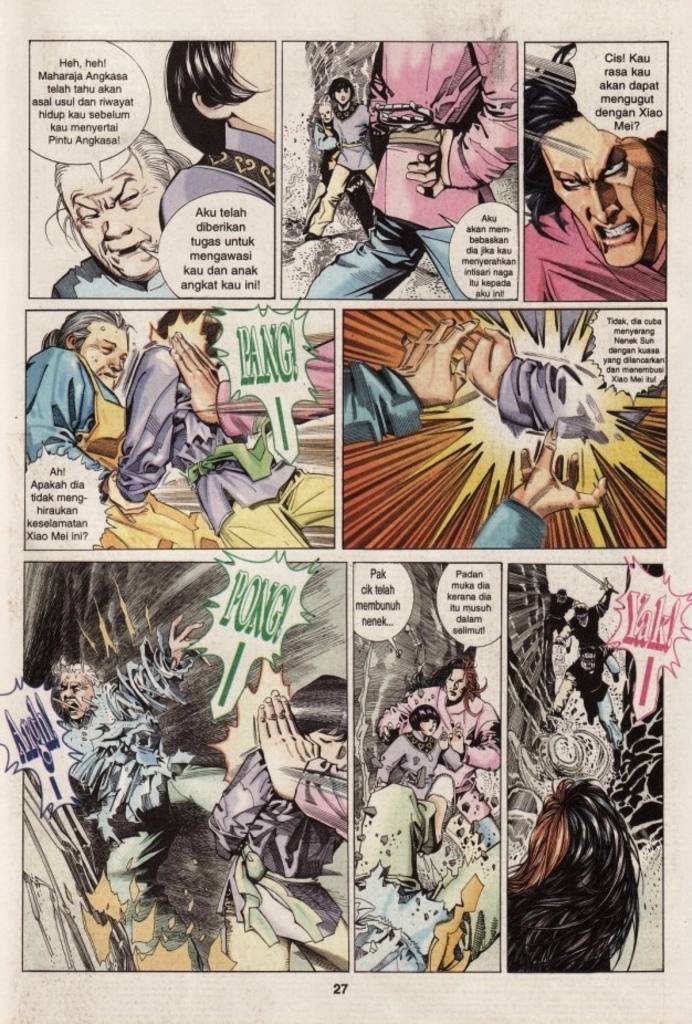 Heh, heh!
Maharaja Angkasa
telah tahu akan
asal usul dan riwayat
hidup kau sebelum
kau menyertai
Pintu Angkasa!
Aku telah
diberikan
tugas untuk
mengawasi
kau dan anak
angkat kau ini!
Aku
akan mem-
bebaskan
dia jika kau
menyerahkan
intisari naga
itu kepada
aku ini!
Cis! Kau
rasa kau
akan dapat
mengugut
dengan Xiao
Mei?
PANG!
Ah!
Apakah dia
tidak meng-
hiraukan
keselamatan
Xiao Mei ini?
Tidak, dia cuba
menyerang
Nenek Suh
dengan kuasa
yang dilancarkan
dan menembusi
Xiao Mei itu!
PONG!
Arrgh!
Pak
cik telah
membunuh
nenek...
Padan
muka dia
kerana dia
itu musuh
dalam
selimut!
Yak!
27